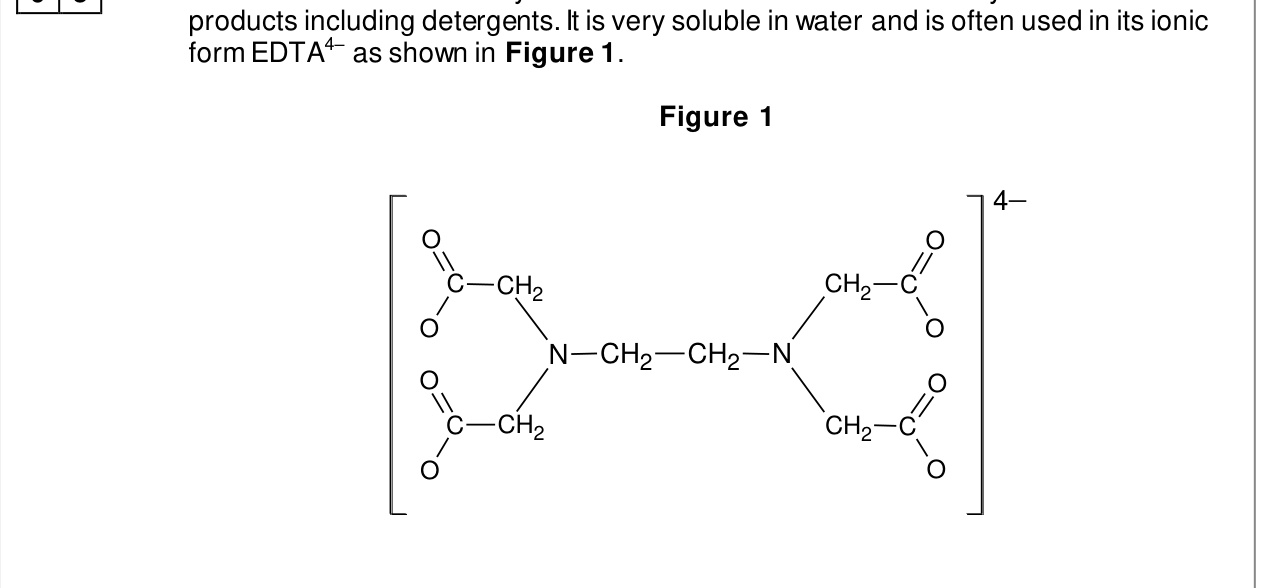 products including detergents. It is very soluble in water and is often used in its ionic
form EDTA⁴⁻ as shown in Figure 1.
Figure 1
4–
O O
C—CH₂ CH₂—C
O O
N—CH₂—CH₂—N
O O
C—CH₂ CH₂—C
O O